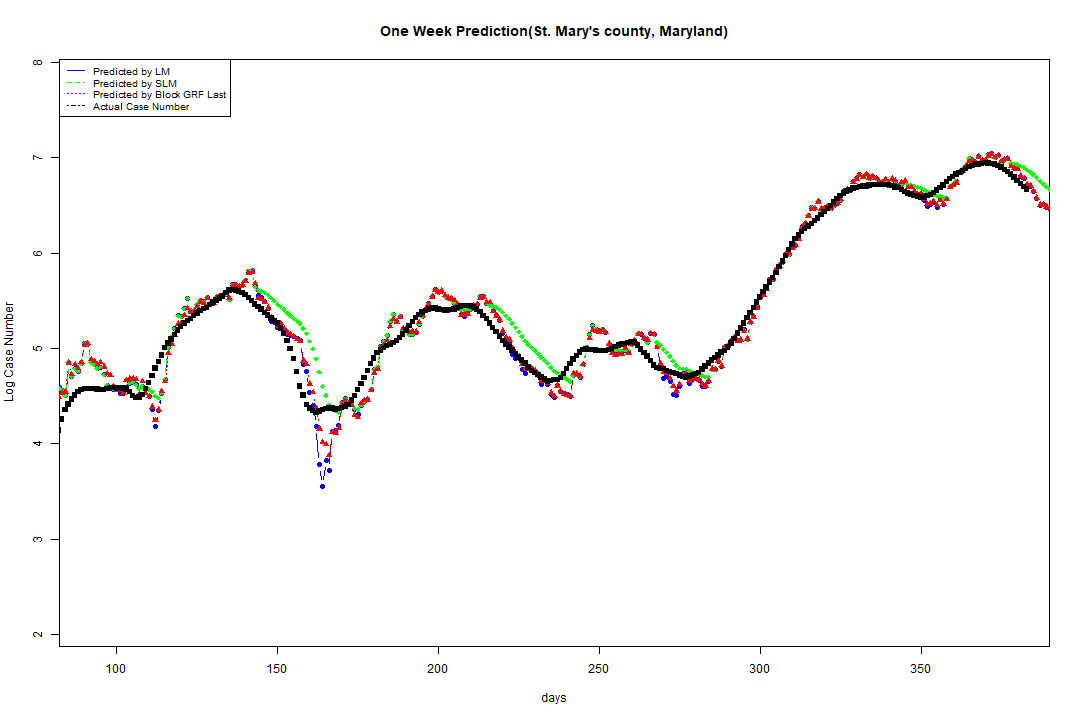 One Week Prediction(St. Mary's county, Maryland)
Predicted by LM
Predicted by SLM
Predicted by Block GRF Last
Actual Case Number
8
7
6
5
4
3
2
Log Case Number
100 150 200 250 300 350
days